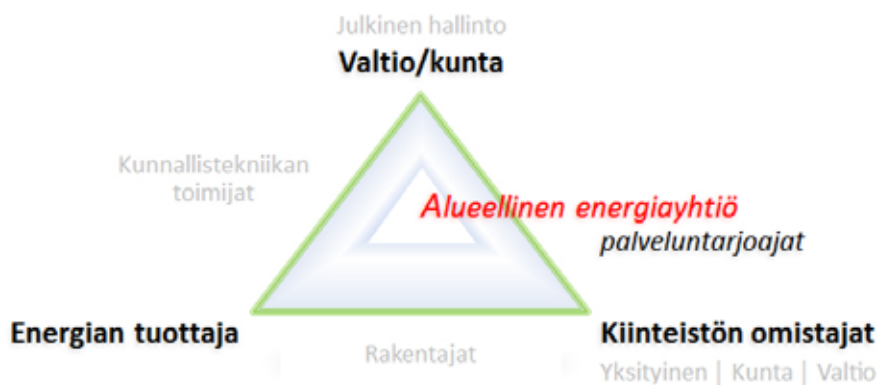 Julkinen hallinto
Valtio/kunta
Kunnallistekniikan
toimijat
Alueellinen energiayhtiö
palveluntarjoajat
Energian tuottaja
Rakentajat
Kiinteistön omistajat
Yksityinen | Kunta | Valtio